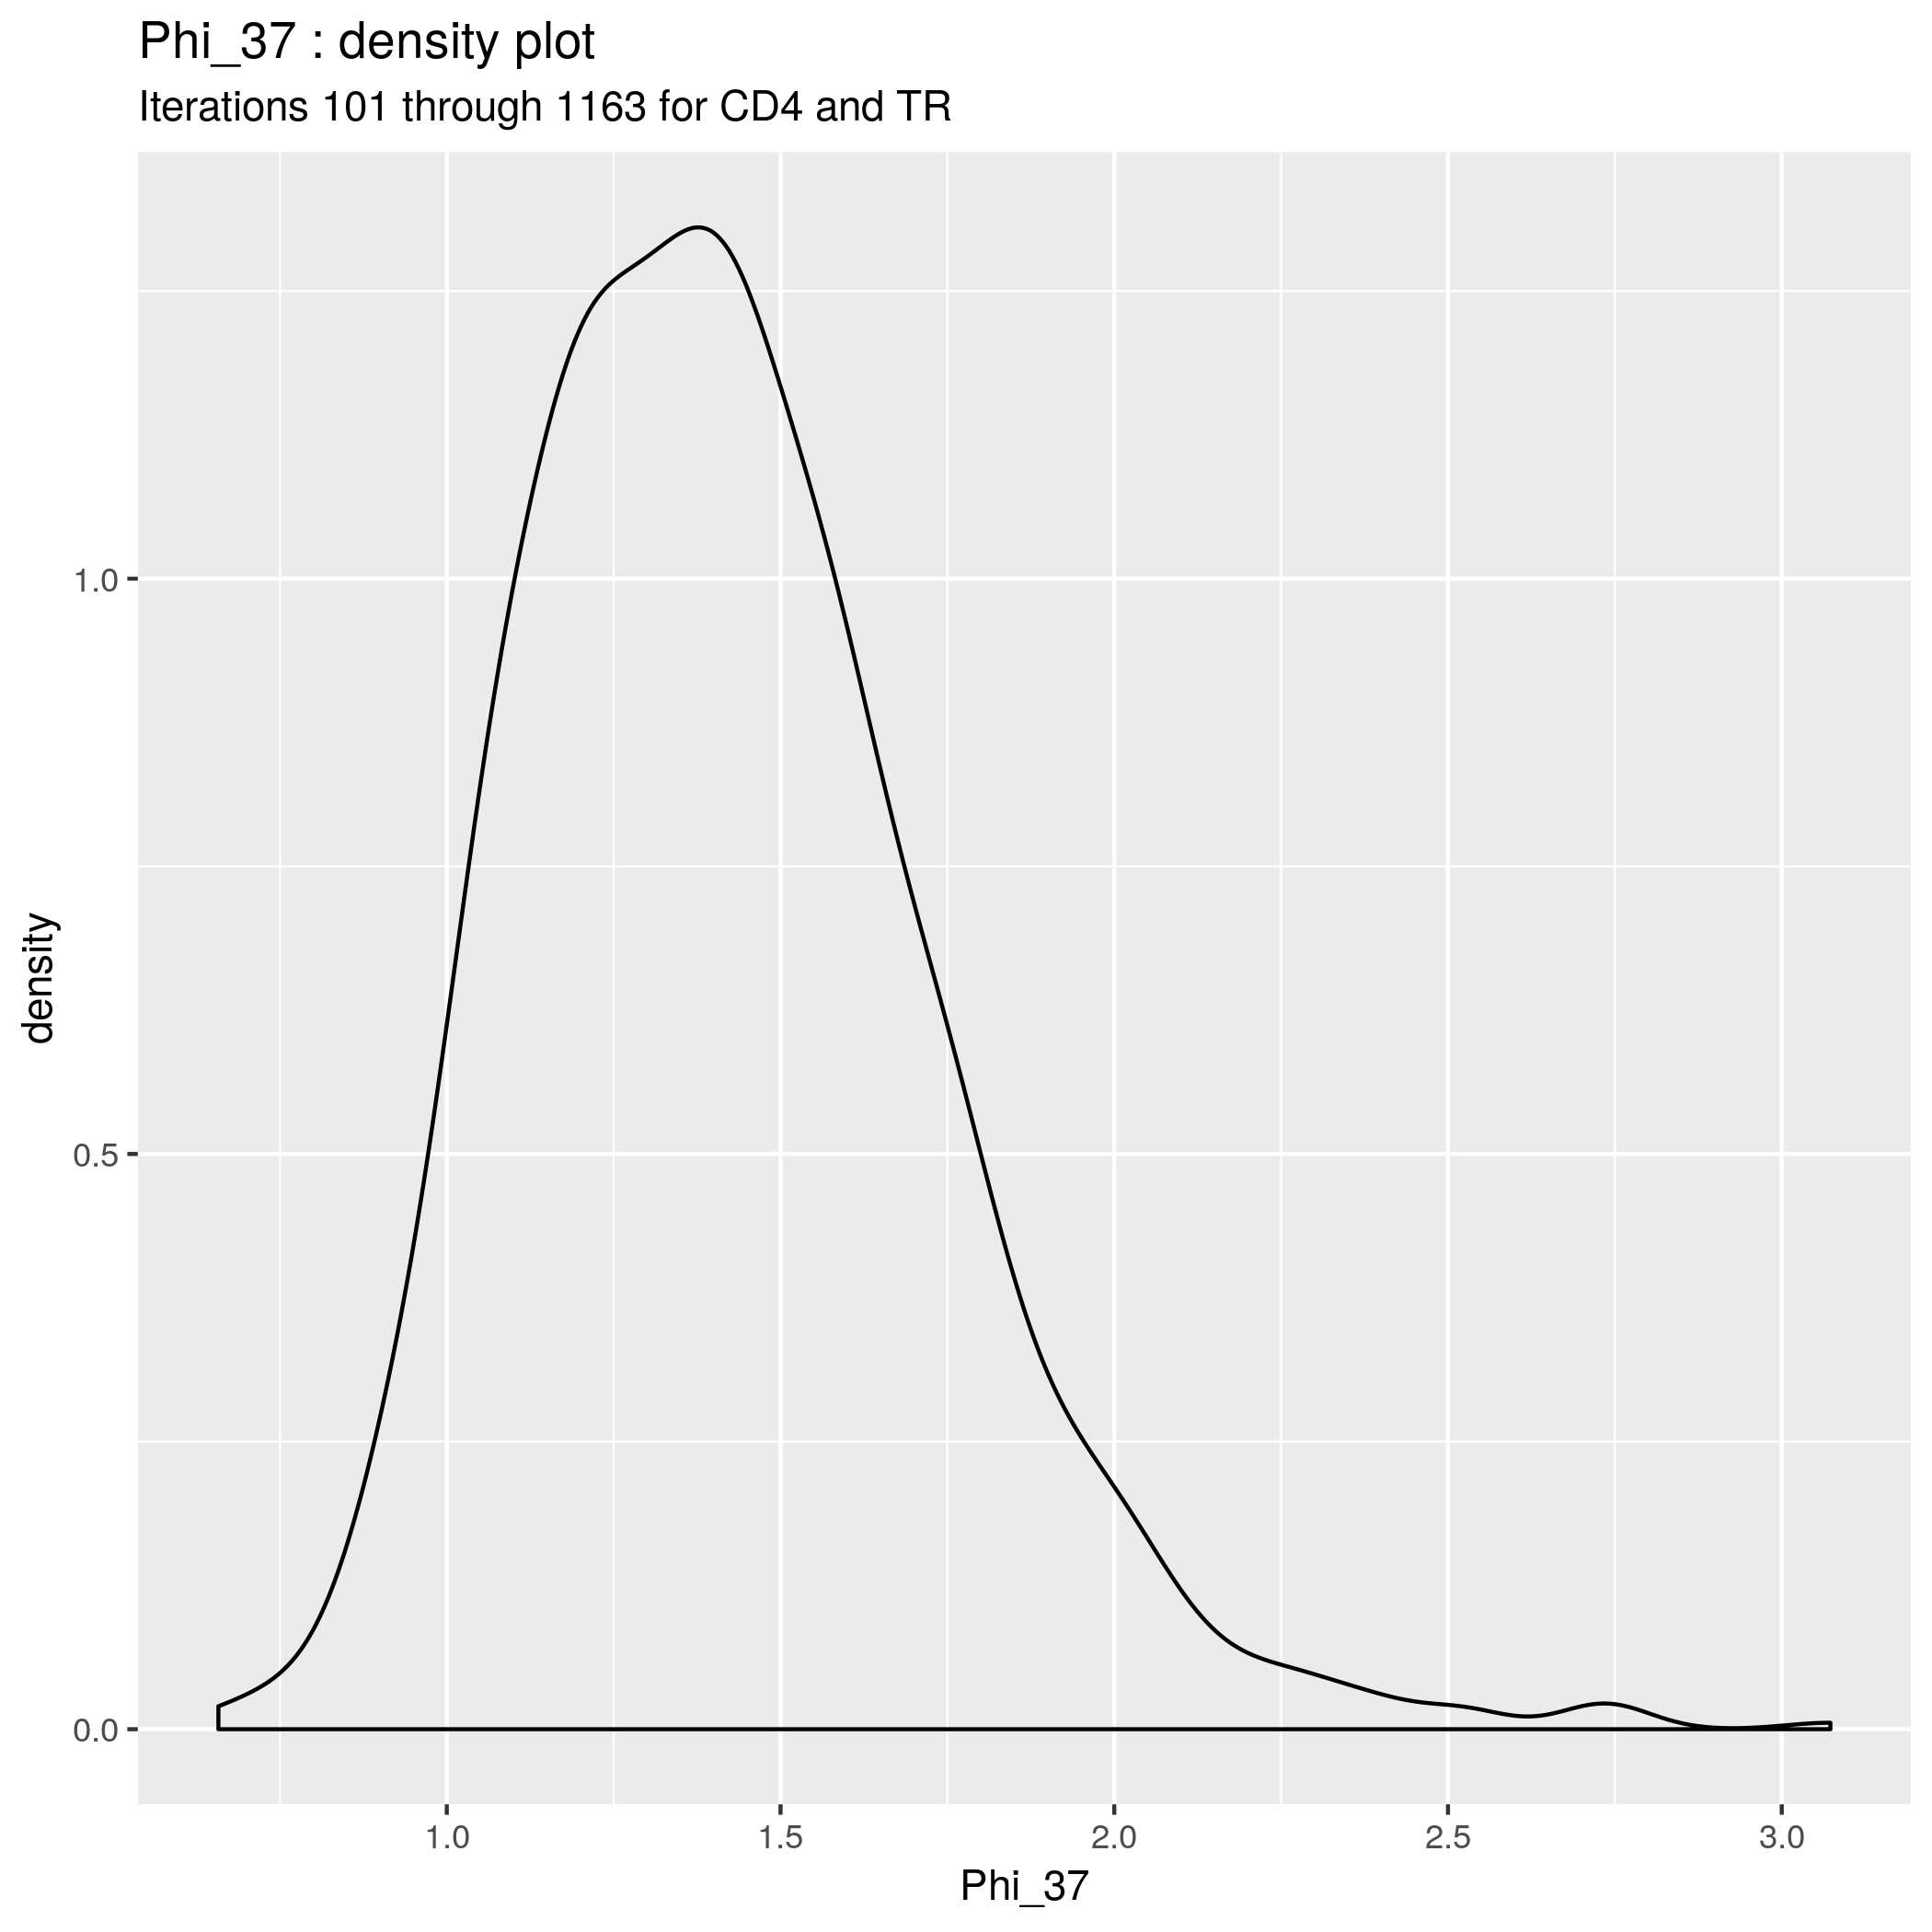 Phi_37 : density plot
Iterations 101 through 1163 for CD4 and TR
density
1.0
0.5
0.0
1.0 1.5 2.0 2.5 3.0
Phi_37